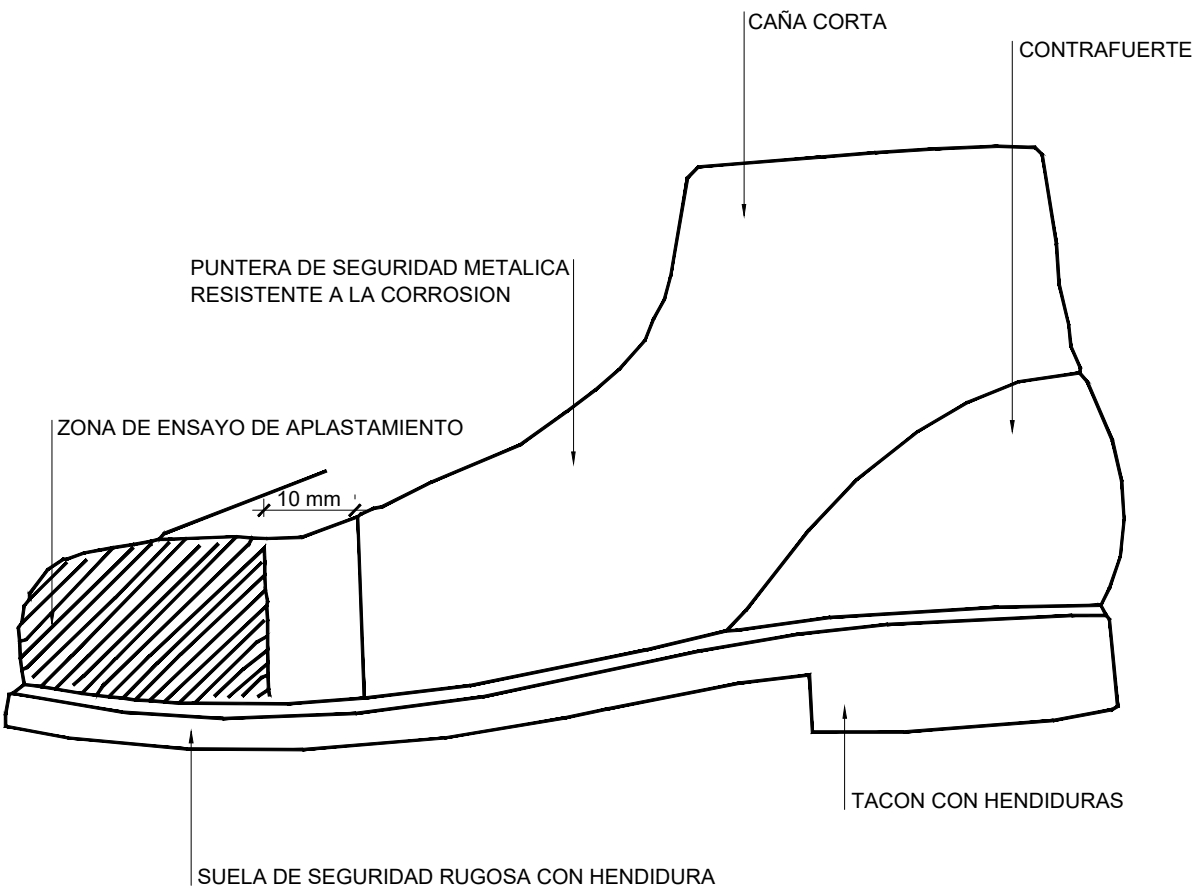 CAÑA CORTA
CONTRAFUERTE
PUNTERA DE SEGURIDAD METALICA
RESISTENTE A LA CORROSION
ZONA DE ENSAYO DE APLASTAMIENTO
10 mm
TACON CON HENDIDURAS
SUELA DE SEGURIDAD RUGOSA CON HENDIDURA